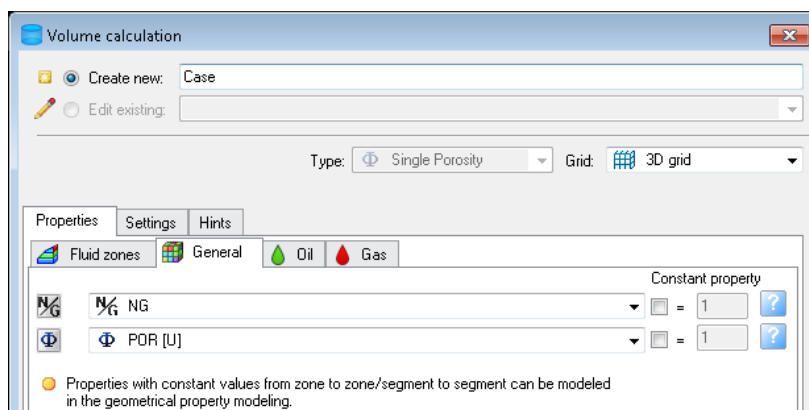 Volume calculation
Create new: Case
Edit existing:
Type: Φ Single Porosity Grid: 3D grid
Properties Settings Hints
Fluid zones General Oil Gas
Constant property
N/G N/G NG = 1 ?
Φ Φ POR [U] = 1 ?
Properties with constant values from zone to zone/segment to segment can be modeled
in the geometrical property modeling.